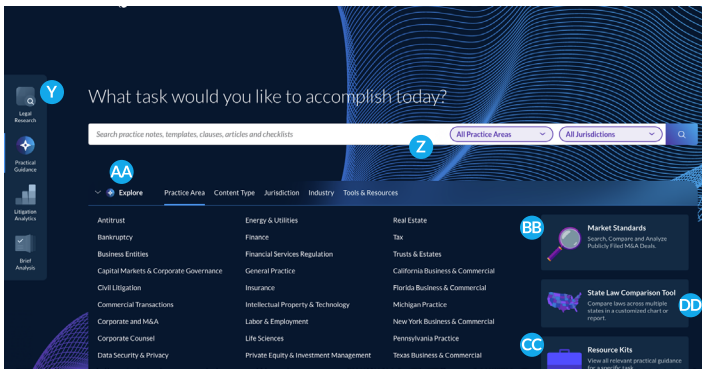 Y
Legal
Research
Practical
Guidance
Litigation
Analytics
Brief
Analysis
What task would you like to accomplish today?
Search practice notes, templates, clauses, articles and checklists
All Practice Areas
All Jurisdictions
Z
AA
Explore Practice Area Content Type Jurisdiction Industry Tools & Resources
Antitrust Energy & Utilities Real Estate
Bankruptcy Finance Tax
Business Entities Financial Services Regulation Trusts & Estates
Capital Markets & Corporate Governance General Practice California Business & Commercial
Civil Litigation Insurance Florida Business & Commercial
Commercial Transactions Intellectual Property & Technology Michigan Practice
Corporate and M&A Labor & Employment New York Business & Commercial
Corporate Counsel Life Sciences Pennsylvania Practice
Data Security & Privacy Private Equity & Investment Management Texas Business & Commercial
BB
Market Standards
Search, Compare and Analyze
Publicly Filed M&A Deals.
State Law Comparison Tool
Compare laws across multiple
states in a customized chart or
report.
DD
CC
Resource Kits
View all relevant practical guidance
for a specific task